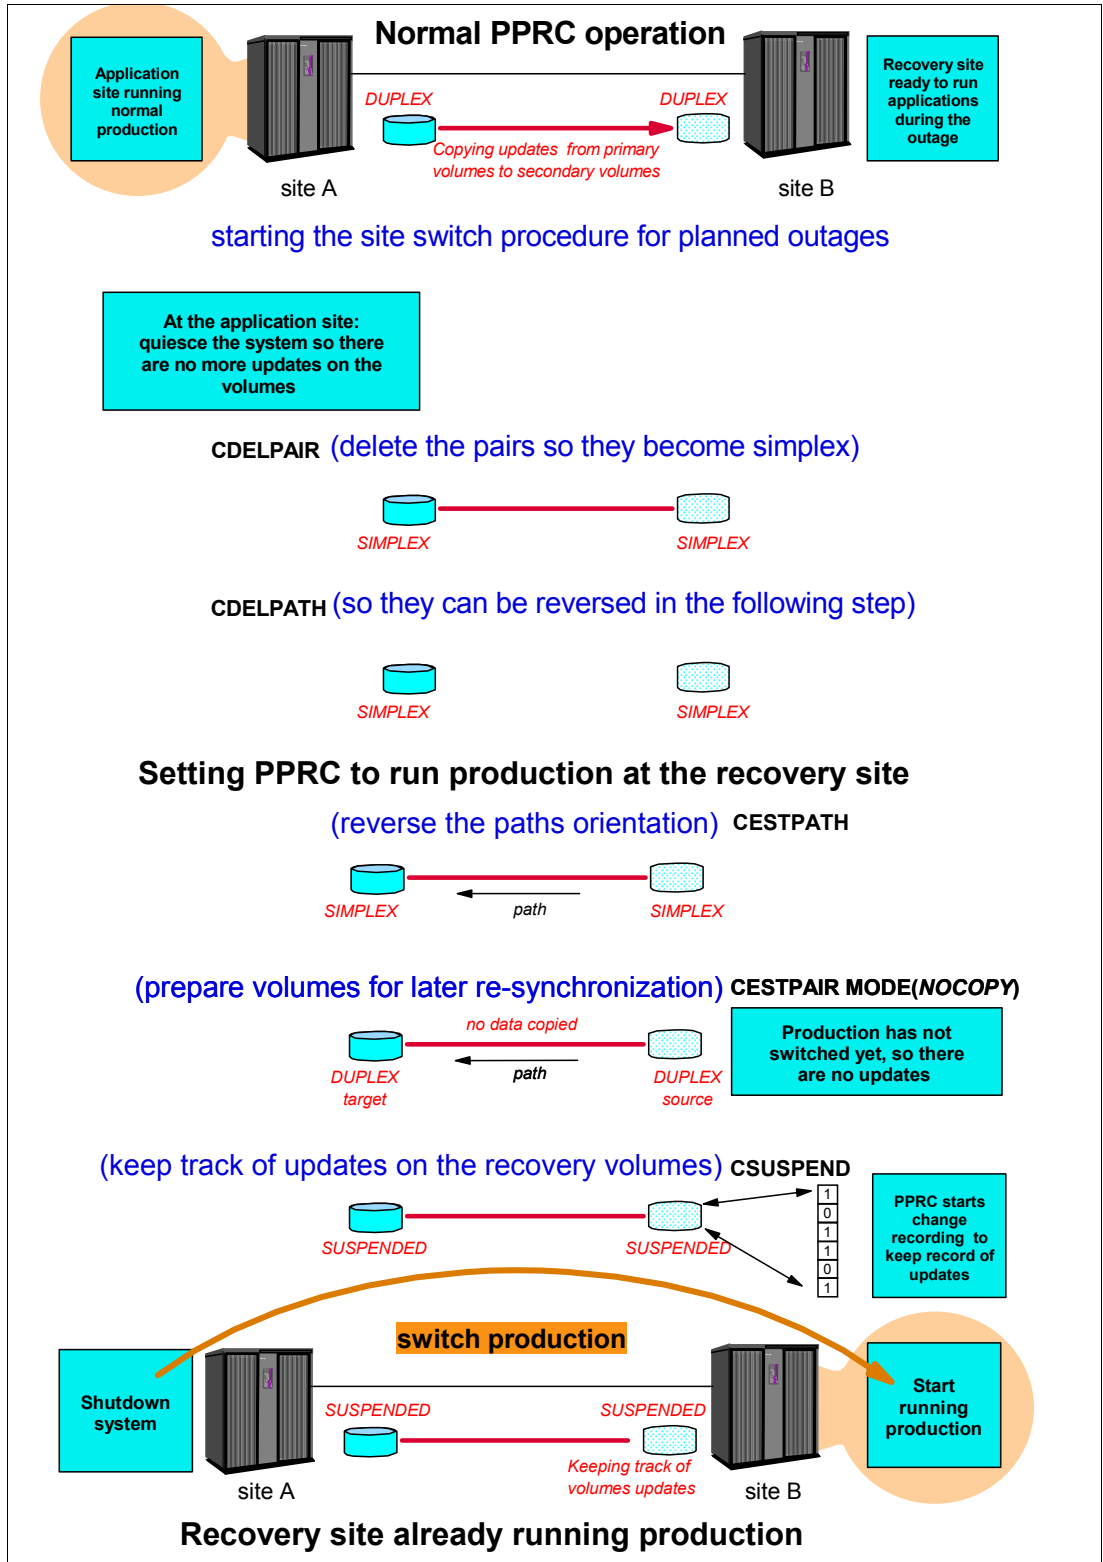 Normal PPRC operation
Application
site running
normal
production
Recovery site
ready to run
applications
during the
outage
DUPLEX
DUPLEX
Copying updates from primary
volumes to secondary volumes
site A
site B
starting the site switch procedure for planned outages
At the application site:
quiesce the system so there
are no more updates on the
volumes
CDELPAIR (delete the pairs so they become simplex)
SIMPLEX
SIMPLEX
CDELPATH (so they can be reversed in the following step)
SIMPLEX
SIMPLEX
Setting PPRC to run production at the recovery site
(reverse the paths orientation) CESTPATH
SIMPLEX
path
SIMPLEX
(prepare volumes for later re-synchronization) CESTPAIR MODE(NOCOPY)
no data copied
Production has not
switched yet, so there
are no updates
path
DUPLEX
target
DUPLEX
source
(keep track of updates on the recovery volumes) CSUSPEND
1
0
1
1
0
1
PPRC starts
change
recording to
keep record of
updates
SUSPENDED
SUSPENDED
switch production
Shutdown
system
Start
running
production
SUSPENDED
SUSPENDED
Keeping track of
volumes updates
site A
site B
Recovery site already running production